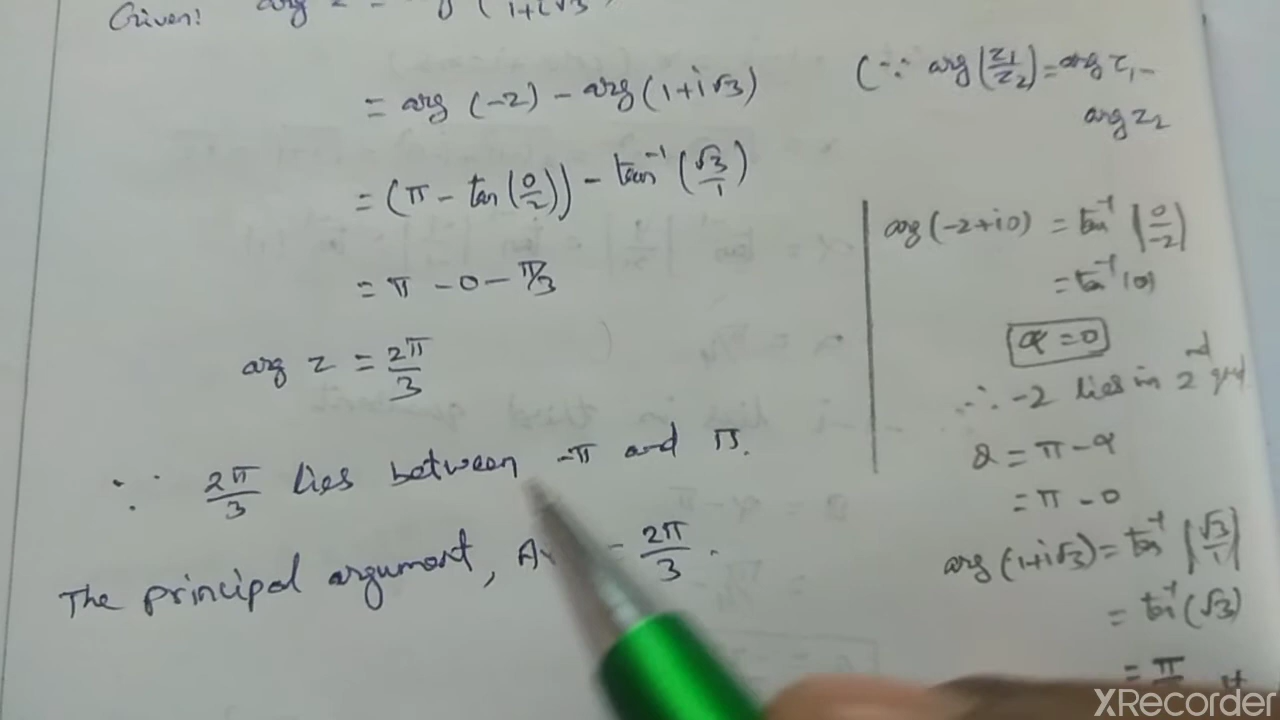 Given: arg z = arg ( 1+i√3
= arg (-2) - arg (1+i√3)
= (π - tan (0/2)) - tan⁻¹ (√3/1)
= π - 0 - π/3
arg z = 2π/3
∵ 2π/3 lies between -π and π.
The principal argument, = 2π/3.
(∵ arg (z₁/z₂) = arg z₁ -
arg z₂
arg (-2+i0) = tan⁻¹ |0/-2|
= tan⁻¹ |0|
α = 0
∴ -2 lies in 2nd
= π - α
= π - 0
arg (1+i√3) = tan⁻¹ |√3/1|
= tan⁻¹ (√3)
= π
XRecorder